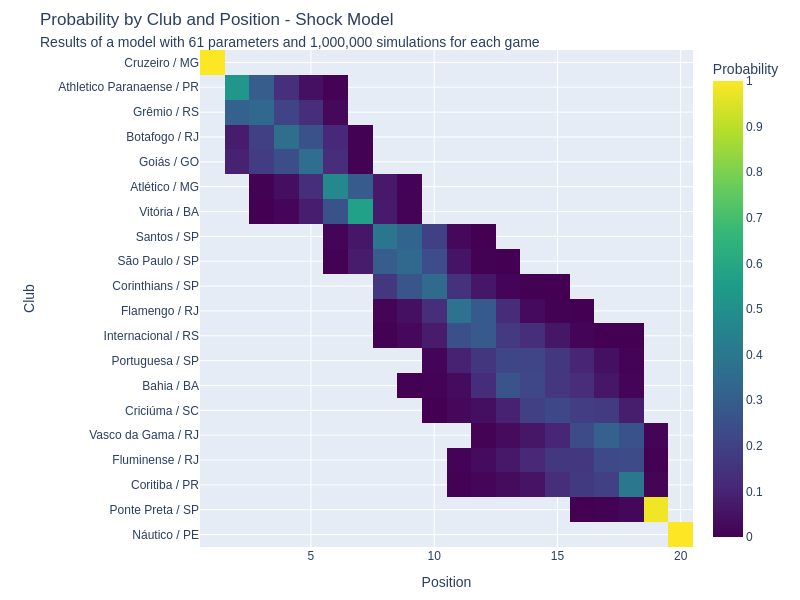 Probability by Club and Position - Shock Model
Results of a model with 61 parameters and 1,000,000 simulations for each game
Probability
Club
Cruzeiro / MG
Athletico Paranaense / PR
Grêmio / RS
Botafogo / RJ
Goiás / GO
Atlético / MG
Vitória / BA
Santos / SP
São Paulo / SP
Corinthians / SP
Flamengo / RJ
Internacional / RS
Portuguesa / SP
Bahia / BA
Criciúma / SC
Vasco da Gama / RJ
Fluminense / RJ
Coritiba / PR
Ponte Preta / SP
Náutico / PE
1
0.9
0.8
0.7
0.6
0.5
0.4
0.3
0.2
0.1
0
5
10
15
20
Position